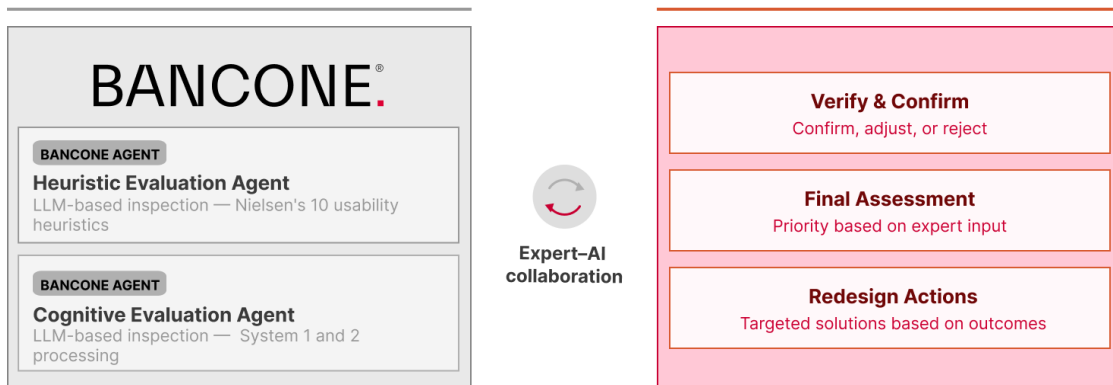 BANCONE.®
BANCONE AGENT
Heuristic Evaluation Agent
LLM-based inspection — Nielsen's 10 usability
heuristics
BANCONE AGENT
Cognitive Evaluation Agent
LLM-based inspection — System 1 and 2
processing
Expert–AI
collaboration
Verify & Confirm
Confirm, adjust, or reject
Final Assessment
Priority based on expert input
Redesign Actions
Targeted solutions based on outcomes